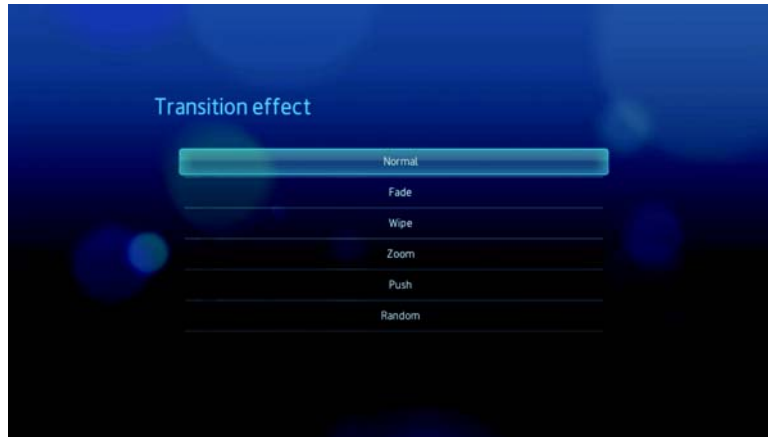 Transition effect
Normal
Fade
Wipe
Zoom
Push
Random